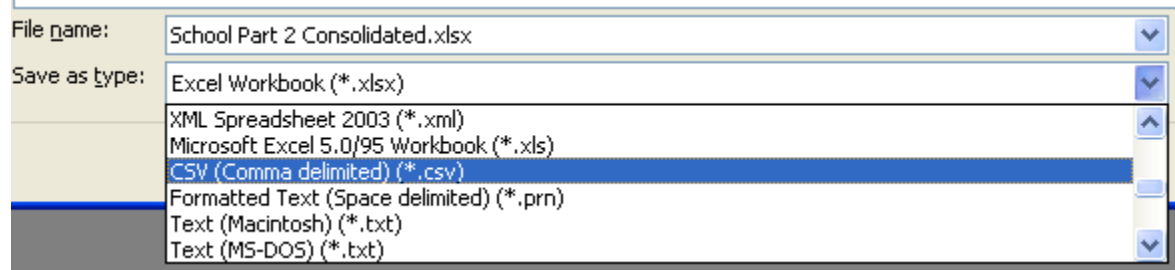 File name: School Part 2 Consolidated.xlsx
Save as type: Excel Workbook (*.xlsx)
XML Spreadsheet 2003 (*.xml)
Microsoft Excel 5.0/95 Workbook (*.xls)
CSV (Comma delimited) (*.csv)
Formatted Text (Space delimited) (*.prn)
Text (Macintosh) (*.txt)
Text (MS-DOS) (*.txt)